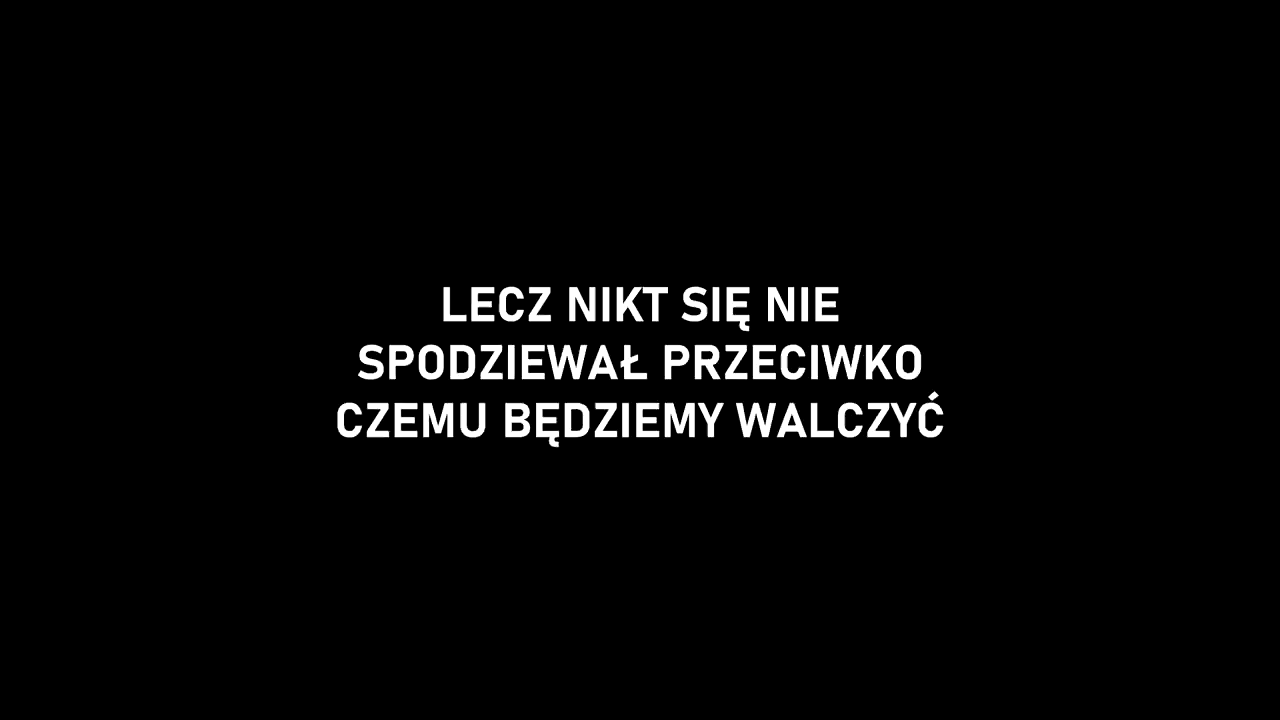 LECZ NIKT SIĘ NIE
SPODZIEWAŁ PRZECIWKO
CZEMU BĘDZIEMY WALCZYĆ